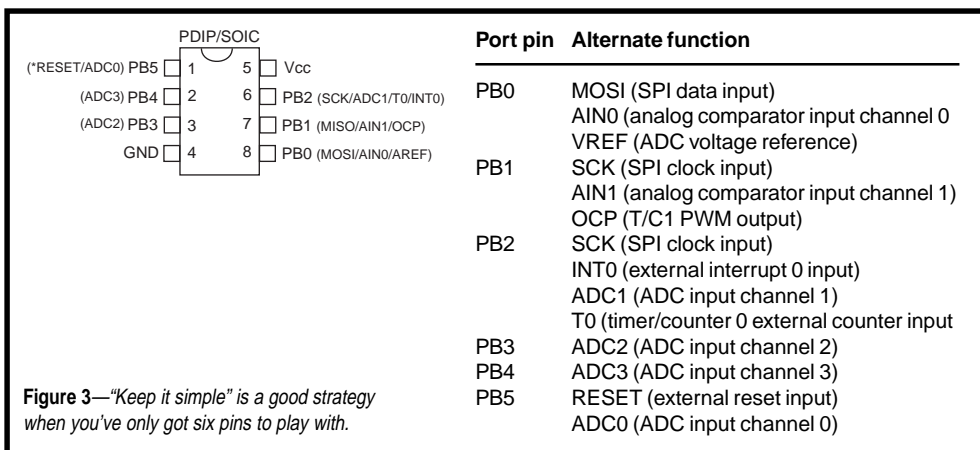 PDIP/SOIC
(*RESET/ADC0) PB5 1 5 Vcc
(ADC3) PB4 2 6 PB2 (SCK/ADC1/T0/INT0)
(ADC2) PB3 3 7 PB1 (MISO/AIN1/OCP)
GND 4 8 PB0 (MOSI/AIN0/AREF)
Figure 3—“Keep it simple” is a good strategy
when you’ve only got six pins to play with.
Port pin Alternate function
PB0 MOSI (SPI data input)
AIN0 (analog comparator input channel 0
VREF (ADC voltage reference)
PB1 SCK (SPI clock input)
AIN1 (analog comparator input channel 1)
OCP (T/C1 PWM output)
PB2 SCK (SPI clock input)
INT0 (external interrupt 0 input)
ADC1 (ADC input channel 1)
T0 (timer/counter 0 external counter input
PB3 ADC2 (ADC input channel 2)
PB4 ADC3 (ADC input channel 3)
PB5 RESET (external reset input)
ADC0 (ADC input channel 0)